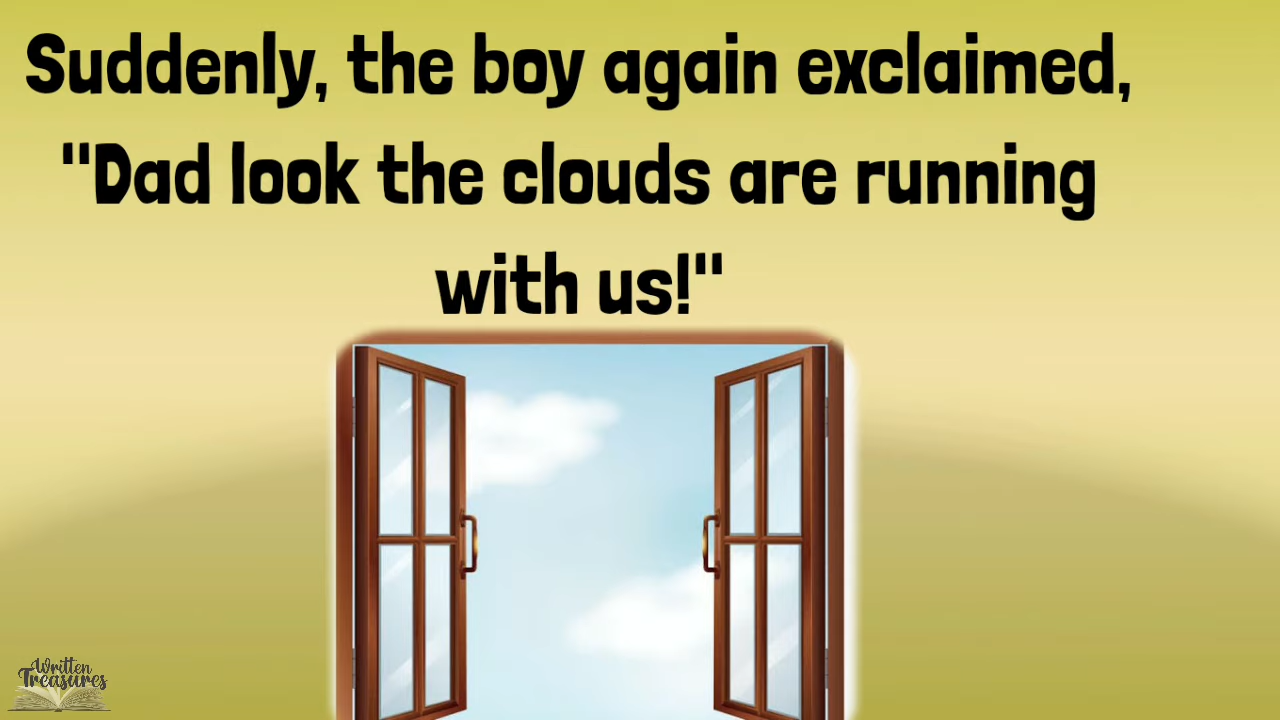 Suddenly, the boy again exclaimed,
"Dad look the clouds are running
with us!"
Written
Treasures